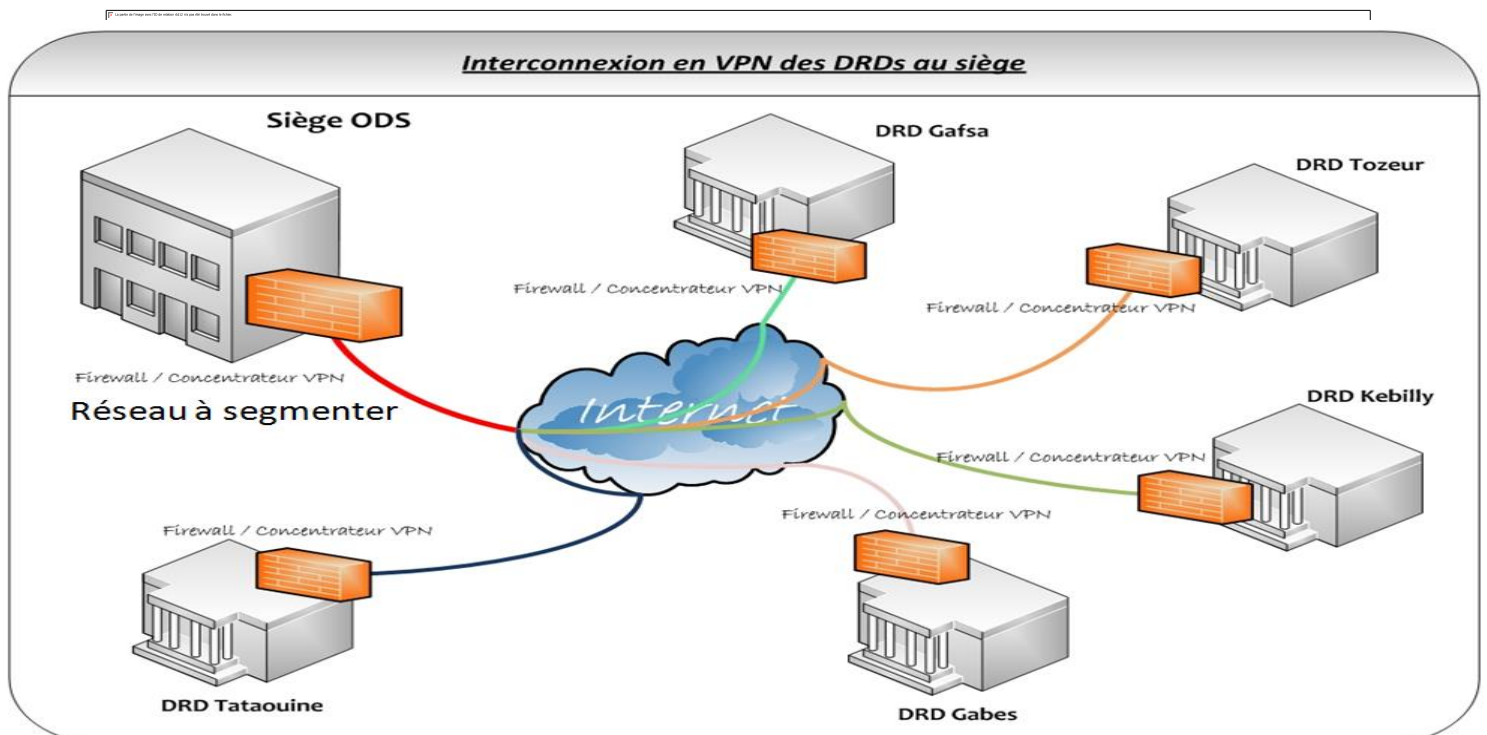 Interconnexion en VPN des DRDs au siège
Siège ODS
DRD Gafsa
DRD Tozeur
Firewall / Concentrateur VPN
Firewall / Concentrateur VPN
Firewall / Concentrateur VPN
Réseau à segmenter
Internet
DRD Kebilly
Firewall / Concentrateur VPN
Firewall / Concentrateur VPN
Firewall / Concentrateur VPN
DRD Tataouine
DRD Gabes